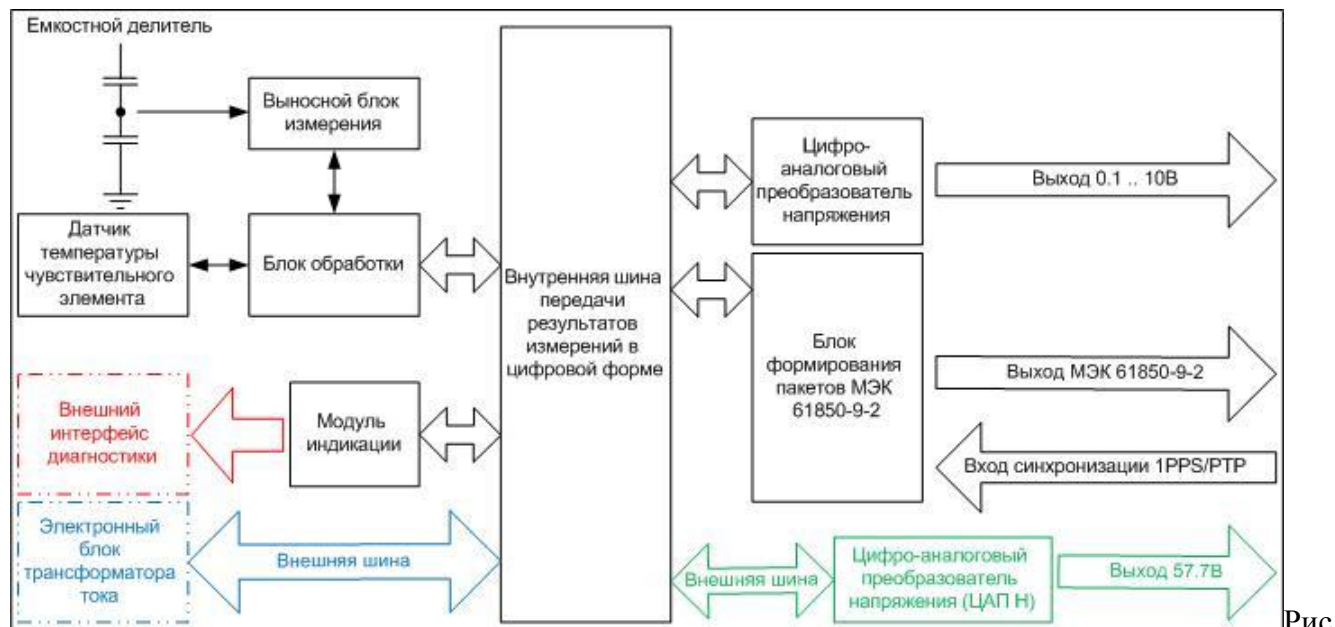 Емкостной делитель
Выносной блок
измерения
Датчик
температуры
чувствительного
элемента
Блок обработки
Внешний
интерфейс
диагностики
Модуль
индикации
Электронный
блок
трансформатора
тока
Внешняя шина
Внутренняя шина
передачи
результатов
измерений в
цифровой форме
Цифро-
аналоговый
преобразователь
напряжения
Выход 0.1 .. 10В
Блок
формирования
пакетов МЭК
61850-9-2
Выход МЭК 61850-9-2
Вход синхронизации 1PPS/PTP
Внешняя шина
Цифро-аналоговый
преобразователь
напряжения (ЦАП Н)
Выход 57.7В
Рис